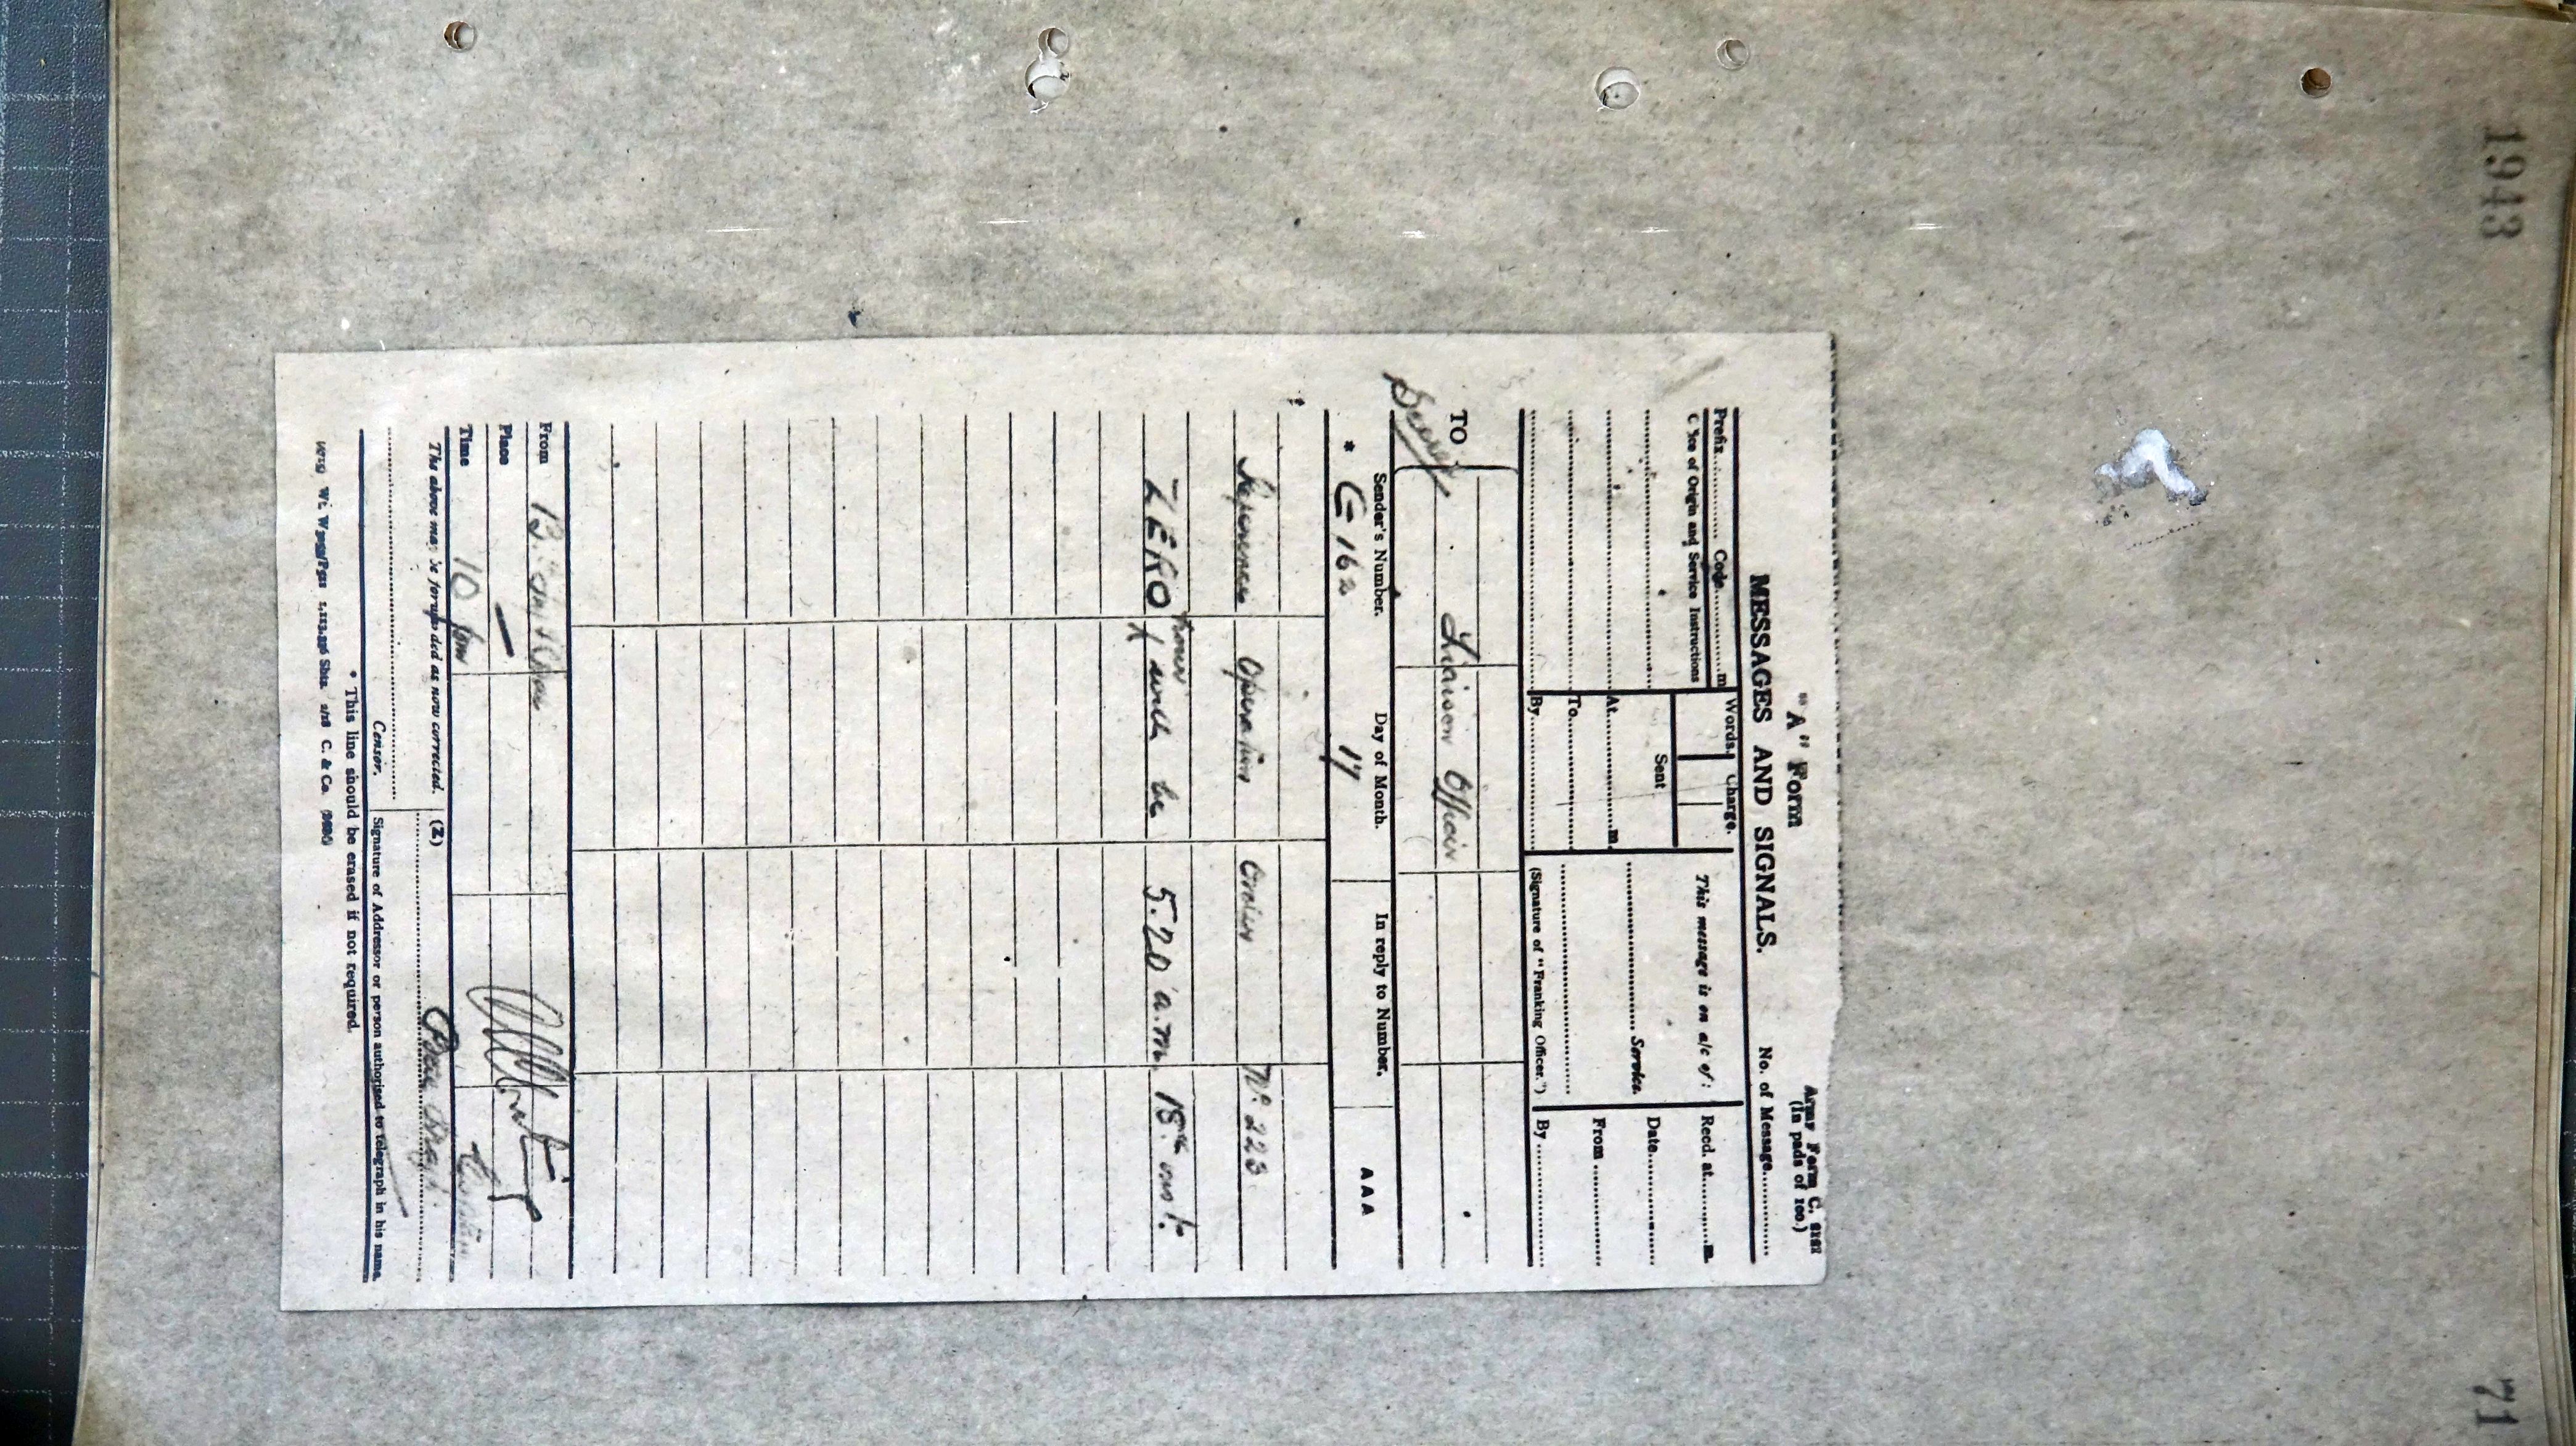 1943
71
"A" Form
MESSAGES AND SIGNALS.
Army Form C. 2121
(In pads of 100.)
No. of Message..........
Prefix.......... Code..........m
Words. Charge.
This message is on a/c of:
Recd. at..........m.
Office of Origin and Service Instructions
Sent
At..........m.
To..........
By..........
.......... Service.
(Signature of "Franking Officer.")
Date..........
From..........
By..........
Secret
TO
Liaison Officer
Sender's Number.
Day of Month.
In reply to Number.
AAA
* G 162
17
Reference Operation Order No. 223
ZERO hour will be 5.20 a.m. 18th inst.
From
Place —
Time 10 pm
The above may be forwarded as now corrected.
(Z)
Censor.
Signature of Addressor or person authorised to telegraph in his name.
* This line should be erased if not required.
C. & Co.